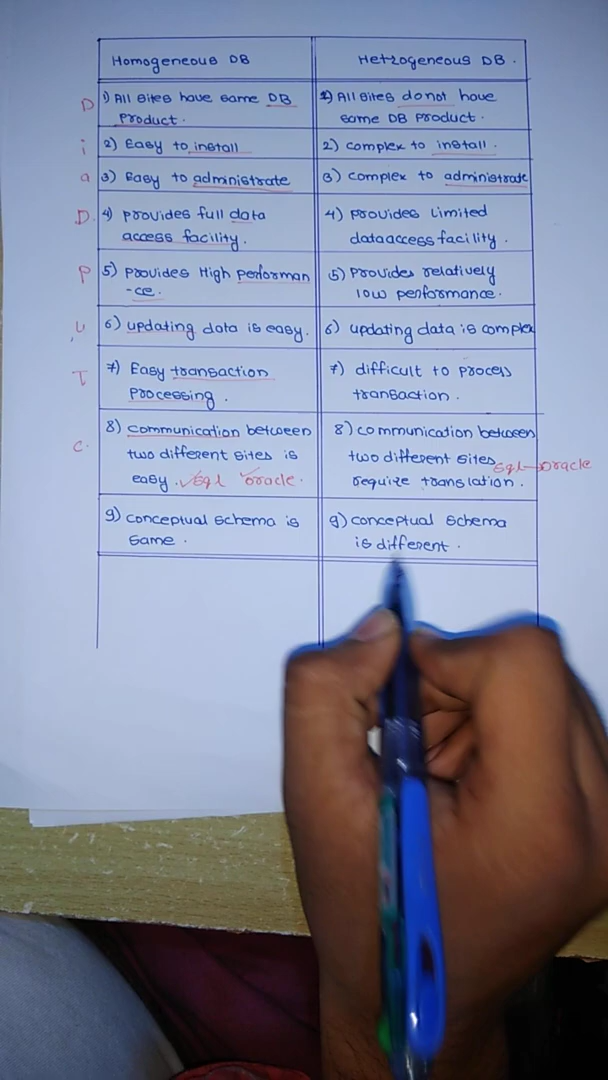 Homogeneous DB
Hetrogeneous DB.
D 1) All sites have same DB
product.
1) All sites donot have
same DB product.
i 2) Easy to install
2) complex to install.
a 3) Easy to administrate
3) complex to administrate
D. 4) provides full data
access facility.
4) provides Limited
data access facility.
P 5) provides High performan
-ce.
5) provides relatively
low performance.
U 6) updating data is easy.
6) updating data is complex
T 7) Easy transaction
processing.
7) difficult to process
transaction.
C. 8) communication between
two different sites is
easy. ✓sql ✓oracle.
8) communication between
two different sites sql→oracle
require translation.
9) conceptual schema is
same.
9) conceptual schema
is different.